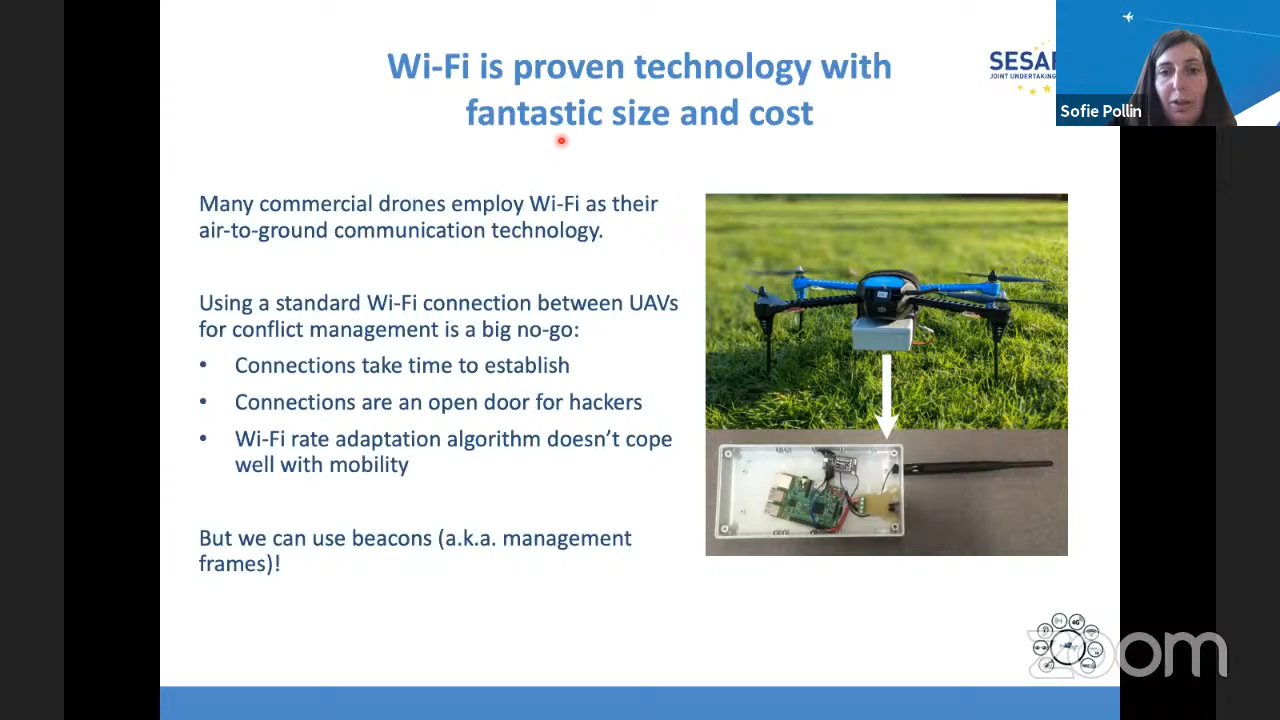 Wi-Fi is proven technology with
fantastic size and cost
SESAR
JOINT UNDERTAKING
Sofie Pollin
Many commercial drones employ Wi-Fi as their
air-to-ground communication technology.
Using a standard Wi-Fi connection between UAVs
for conflict management is a big no-go:
• Connections take time to establish
• Connections are an open door for hackers
• Wi-Fi rate adaptation algorithm doesn’t cope
well with mobility
But we can use beacons (a.k.a. management
frames)!
4G
zoom